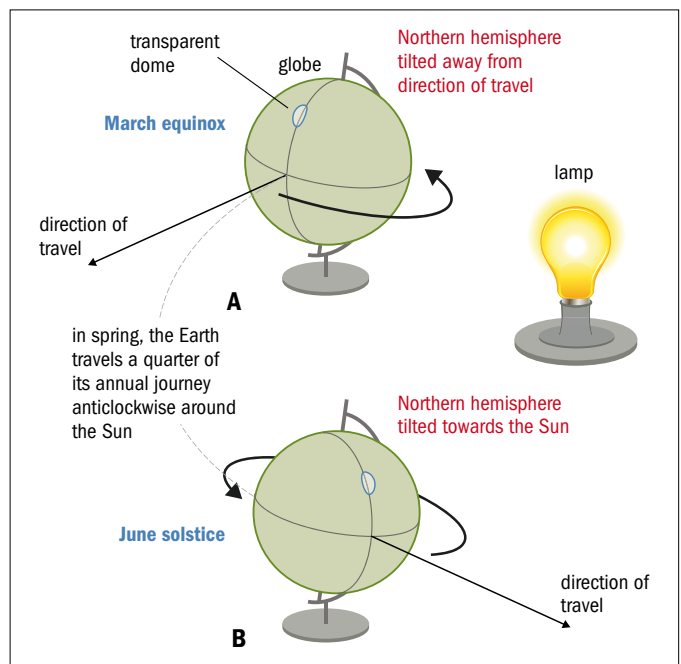 transparent
dome
globe
Northern hemisphere
tilted away from
direction of travel
March equinox
lamp
direction of
travel
A
in spring, the Earth
travels a quarter of
its annual journey
anticlockwise around
the Sun
Northern hemisphere
tilted towards the Sun
June solstice
direction of
travel
B